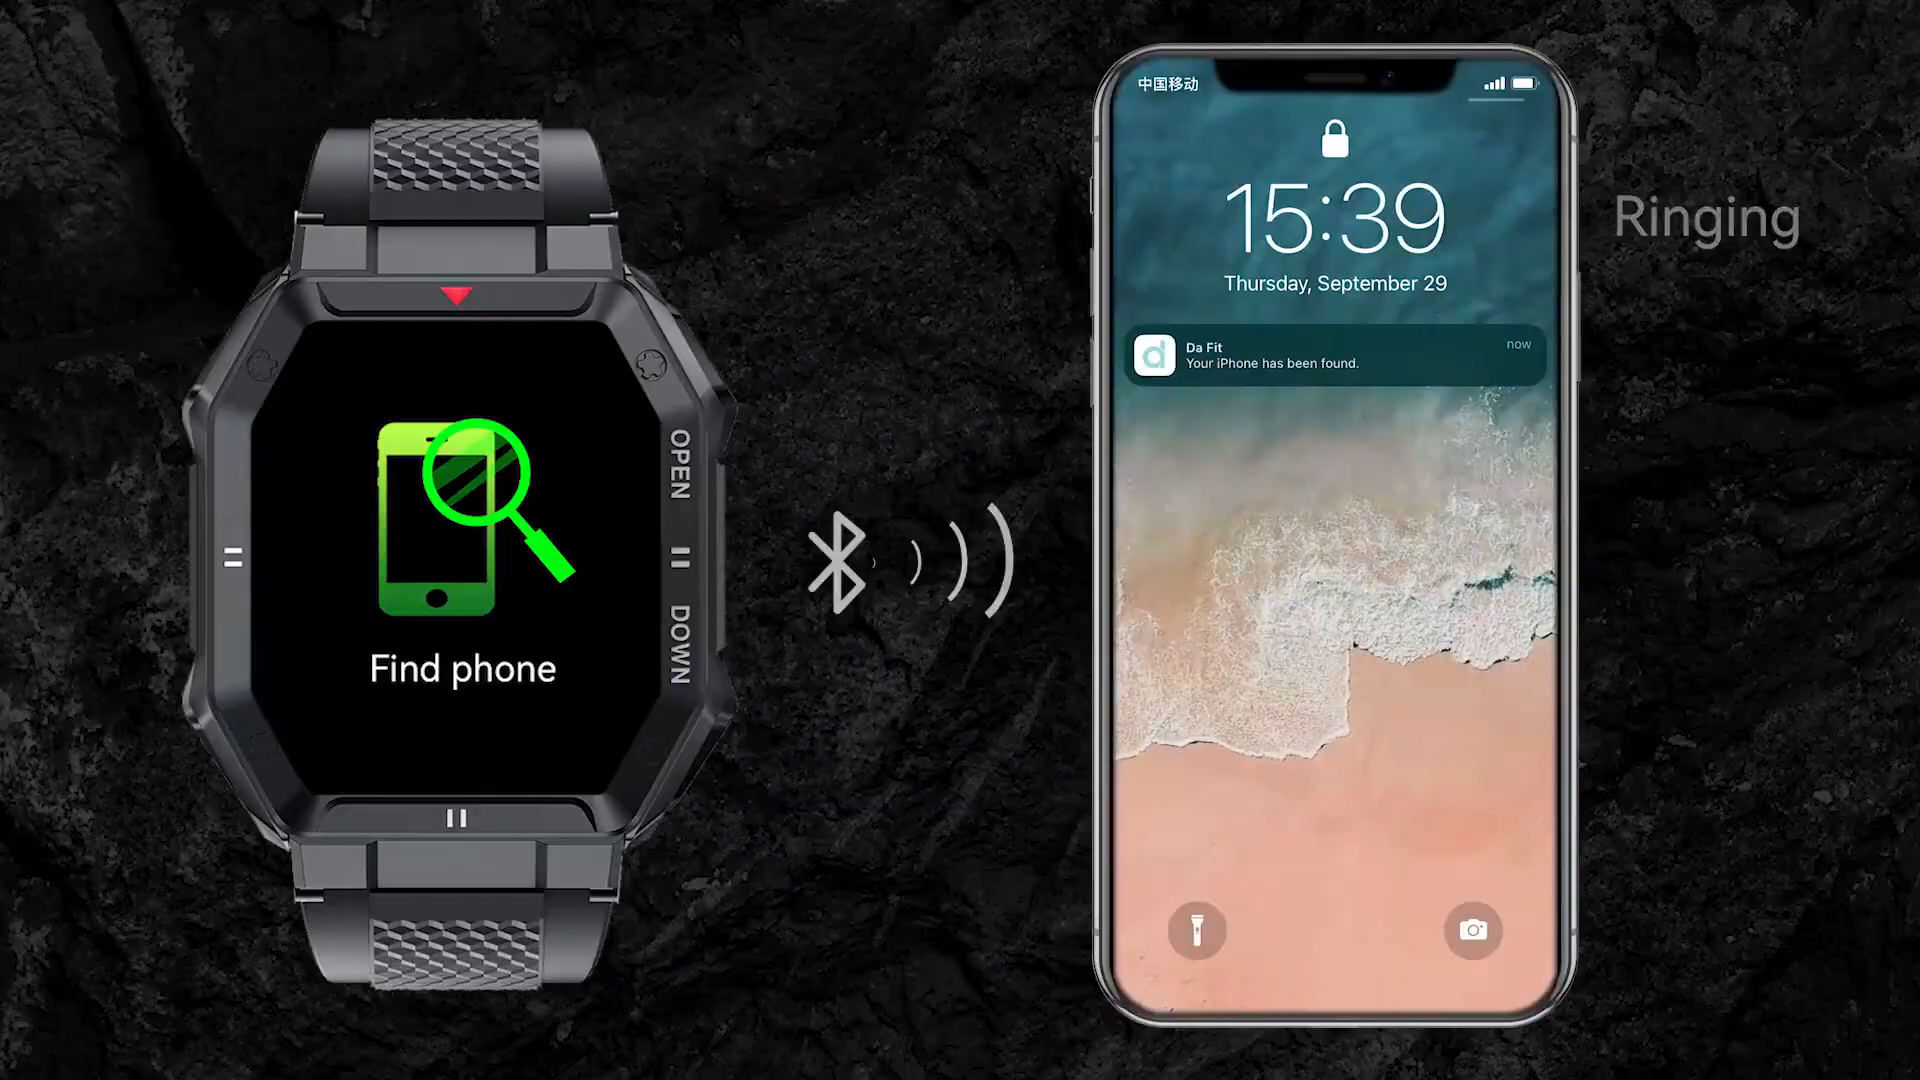 Find phone
OPEN
DOWN
中国移动
15:39
Thursday, September 29
Da Fit
now
Your iPhone has been found.
Ringing